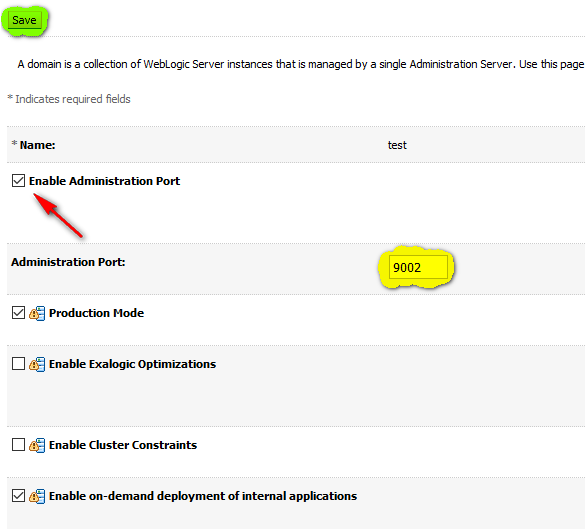 Save
A domain is a collection of WebLogic Server instances that is managed by a single Administration Server. Use this page
* Indicates required fields
* Name: test
Enable Administration Port
Administration Port: 9002
Production Mode
Enable Exalogic Optimizations
Enable Cluster Constraints
Enable on-demand deployment of internal applications